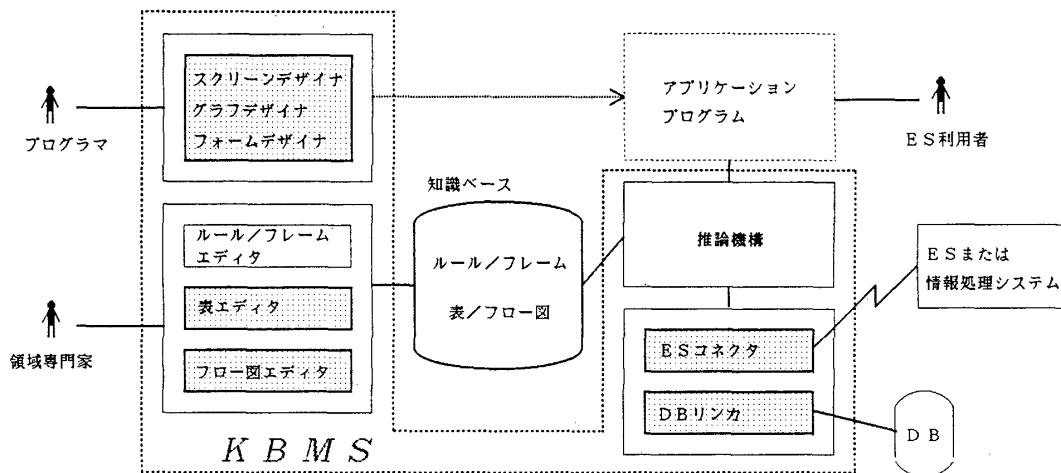 スクリーンデザイナ
グラフデザイナ
フォームデザイナ
プログラマ
アプリケーション
プログラム
ES利用者
知識ベース
ルール/フレーム
エディタ
表エディタ
フロー図エディタ
領域専門家
ルール/フレーム
表/フロー図
推論機構
ESまたは
情報処理システム
ESコネクタ
DBリンカ
DB
KBMS